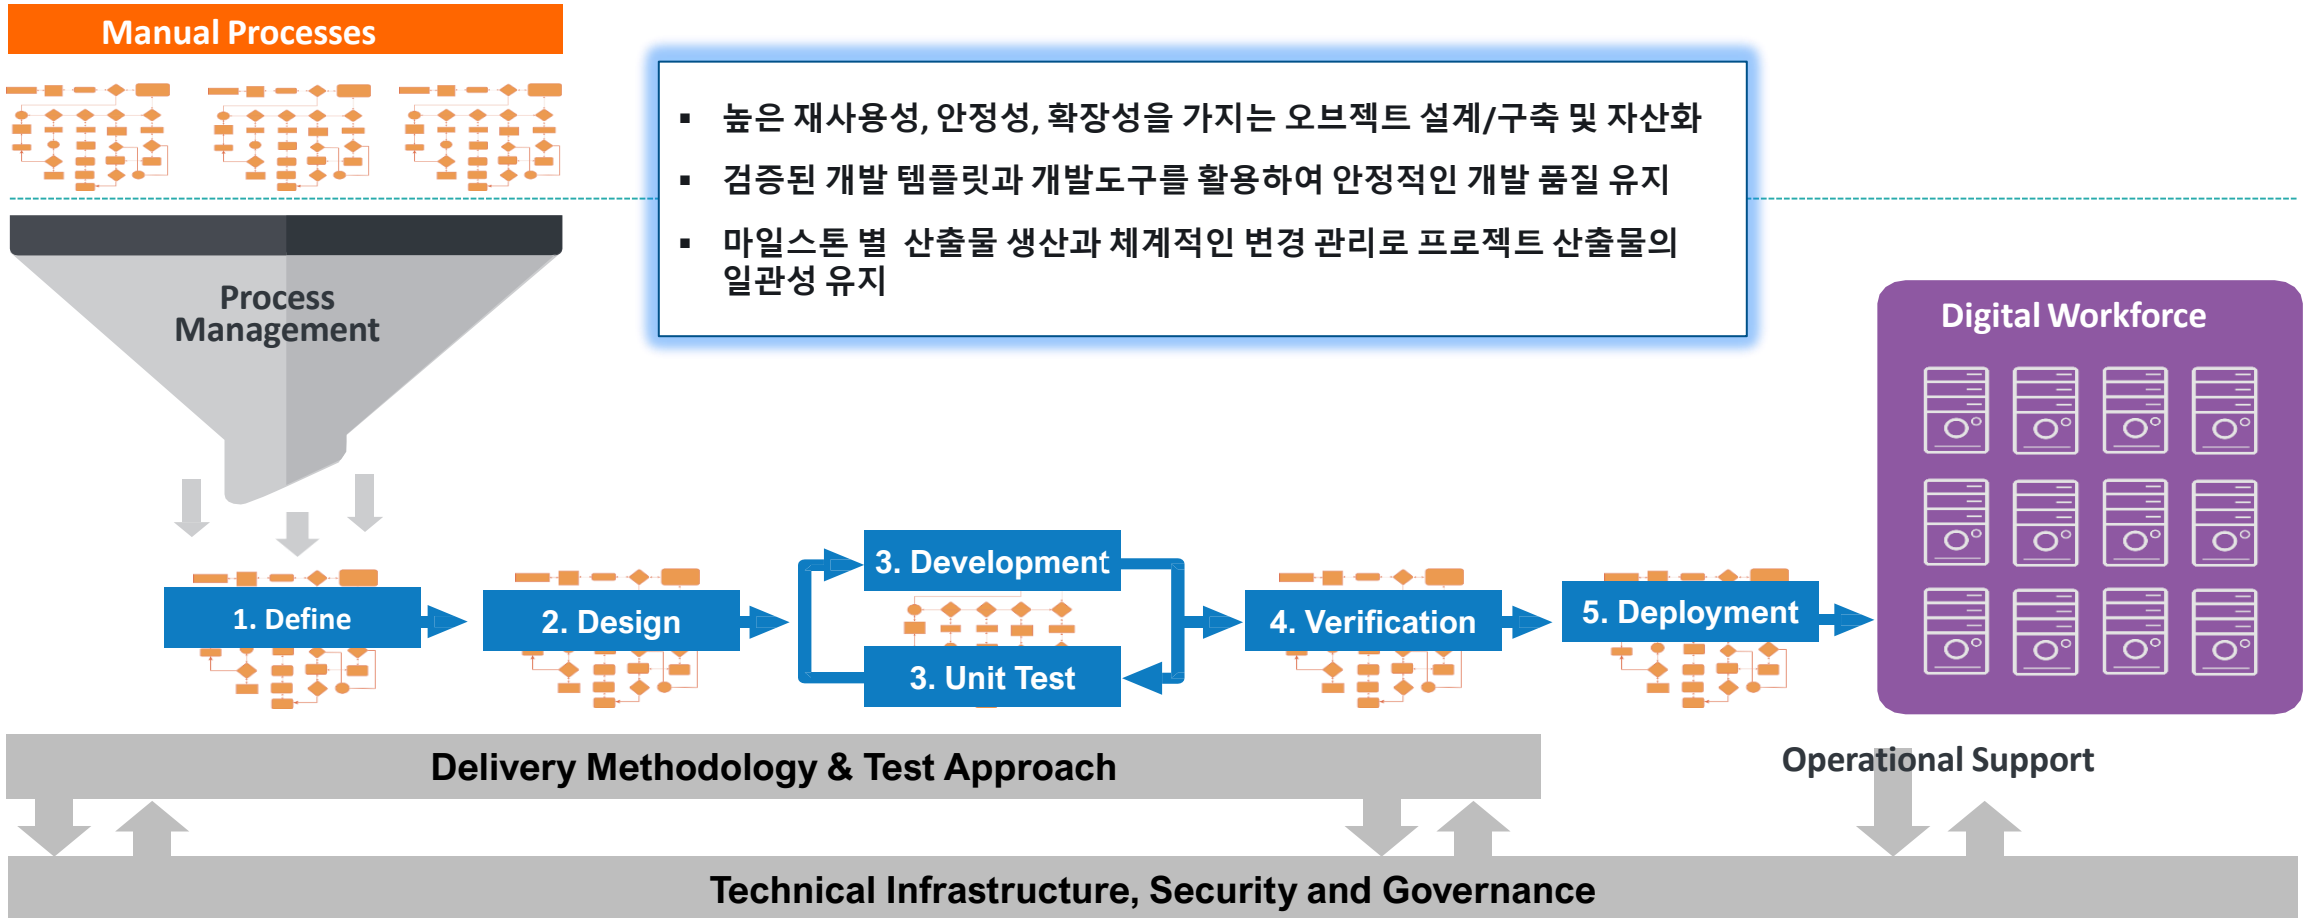 Manual Processes
▪ 높은 재사용성, 안정성, 확장성을 가지는 오브젝트 설계/구축 및 자산화
▪ 검증된 개발 템플릿과 개발도구를 활용하여 안정적인 개발 품질 유지
▪ 마일스톤 별 산출물 생산과 체계적인 변경 관리로 프로젝트 산출물의
일관성 유지
Process
Management
Digital Workforce
1. Define
2. Design
3. Development
3. Unit Test
4. Verification
5. Deployment
Delivery Methodology & Test Approach
Operational Support
Technical Infrastructure, Security and Governance